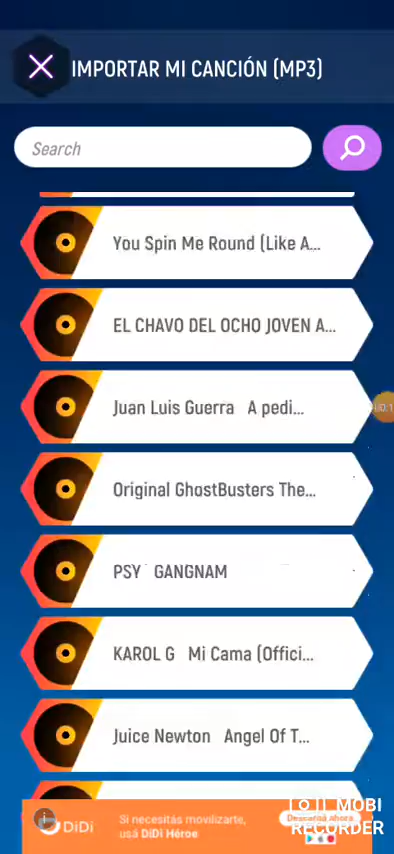 IMPORTAR MI CANCIÓN (MP3)
Search
You Spin Me Round (Like A...
EL CHAVO DEL OCHO JOVEN A...
Juan Luis Guerra A pedi...
Original GhostBusters The...
PSY GANGNAM
KAROL G Mi Cama (Offici...
Juice Newton Angel Of T...
DiDi
Si necesitás movilizarte,
usá DiDi Héroe
Descargá ahora
MOBI
RECORDER